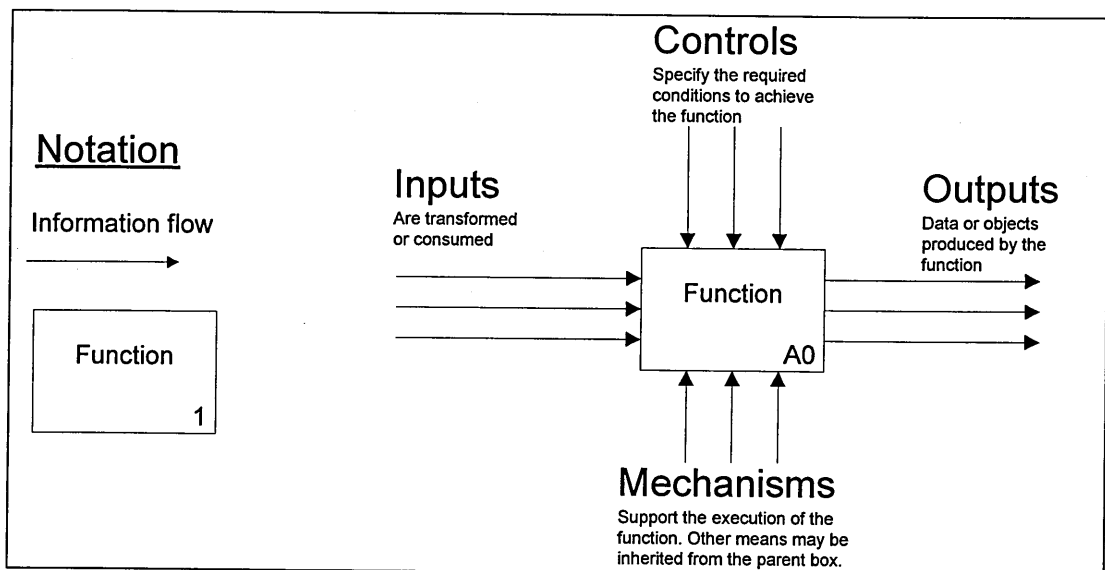 Notation
Information flow
Function
1
Controls
Specify the required
conditions to achieve
the function
Inputs
Are transformed
or consumed
Function
A0
Outputs
Data or objects
produced by the
function
Mechanisms
Support the execution of the
function. Other means may be
inherited from the parent box.